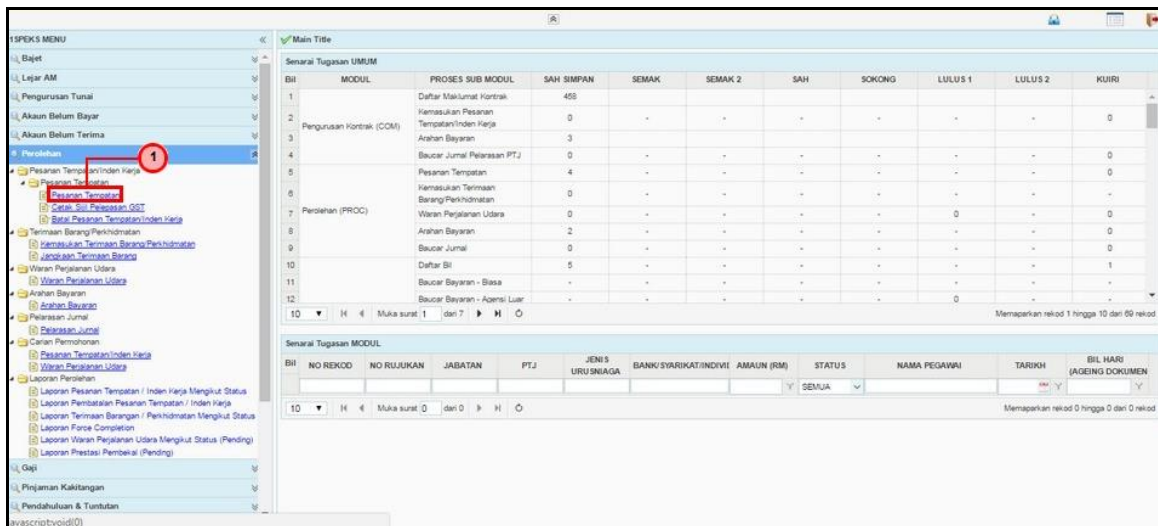 1SPEKS MENU
Bajet
Lejar AM
Pengurusan Tunai
Akaun Belum Bayar
Akaun Belum Terima
Perolehan
1
Pesanan Tempatan/Inden Kerja
Pesanan Tempatan
Pesanan Tempatan
Cetak Sijil Pelepasan GST
Batal Pesanan Tempatan/Inden Kerja
Terimaan Barang/Perkhidmatan
Kemasukan Terimaan Barang/Perkhidmatan
Jangkaan Terimaan Barang
Waran Perjalanan Udara
Waran Perjalanan Udara
Arahan Bayaran
Arahan Bayaran
Pelarasan Jurnal
Pelarasan Jurnal
Carian Permohonan
Pesanan Tempatan/Inden Kerja
Waran Perjalanan Udara
Laporan Perolehan
Laporan Pesanan Tempatan / Inden Kerja Mengikut Status
Laporan Pembatalan Pesanan Tempatan / Inden Kerja
Laporan Terimaan Barangan / Perkhidmatan Mengikut Status
Laporan Force Completion
Laporan Waran Perjalanan Udara Mengikut Status (Pending)
Laporan Prestasi Pembekal (Pending)
Gaji
Pinjaman Kakitangan
Pendahuluan & Tuntutan
avascript:void(0)
Main Title
Senarai Tugasan UMUM
Bil MODUL PROSES SUB MODUL SAH SIMPAN SEMAK SEMAK 2 SAH SOKONG LULUS 1 LULUS 2 KUIRI
1 Daftar Maklumat Kontrak 458
2 Pengurusan Kontrak (COM) Kemasukan Pesanan Tempatan/Inden Kerja 0 - - - - - - 0
3 Arahan Bayaran 3
4 Baucar Jurnal Pelarasan PTJ 0 - - - - - - 0
5 Pesanan Tempatan 4 - - - - - - 0
6 Kemasukan Terimaan Barang/Perkhidmatan 0 - - - - - - -
7 Perolehan (PROC) Waran Perjalanan Udara 0 - - - - 0 - 0
8 Arahan Bayaran 2 - - - - - - 0
9 Baucar Jurnal 0 - - - - - - 0
10 Daftar Bil 5 - - - - - - 1
11 Baucar Bayaran - Biasa - - - - - - - -
12 Baucar Bayaran - Agensi Luar - - - - - 0 - -
10 Muka surat 1 dari 7 Memaparkan rekod 1 hingga 10 dari 69 rekod
Senarai Tugasan MODUL
Bil NO REKOD NO RUJUKAN JABATAN PTJ JENIS URUSNIAGA BANK/SYARIKAT/INDIVII AMAUN (RM) STATUS NAMA PEGAWAI TARIKH BIL HARI (AGEING DOKUMEN
SEMUA
10 Muka surat 0 dari 0 Memaparkan rekod 0 hingga 0 dari 0 rekod